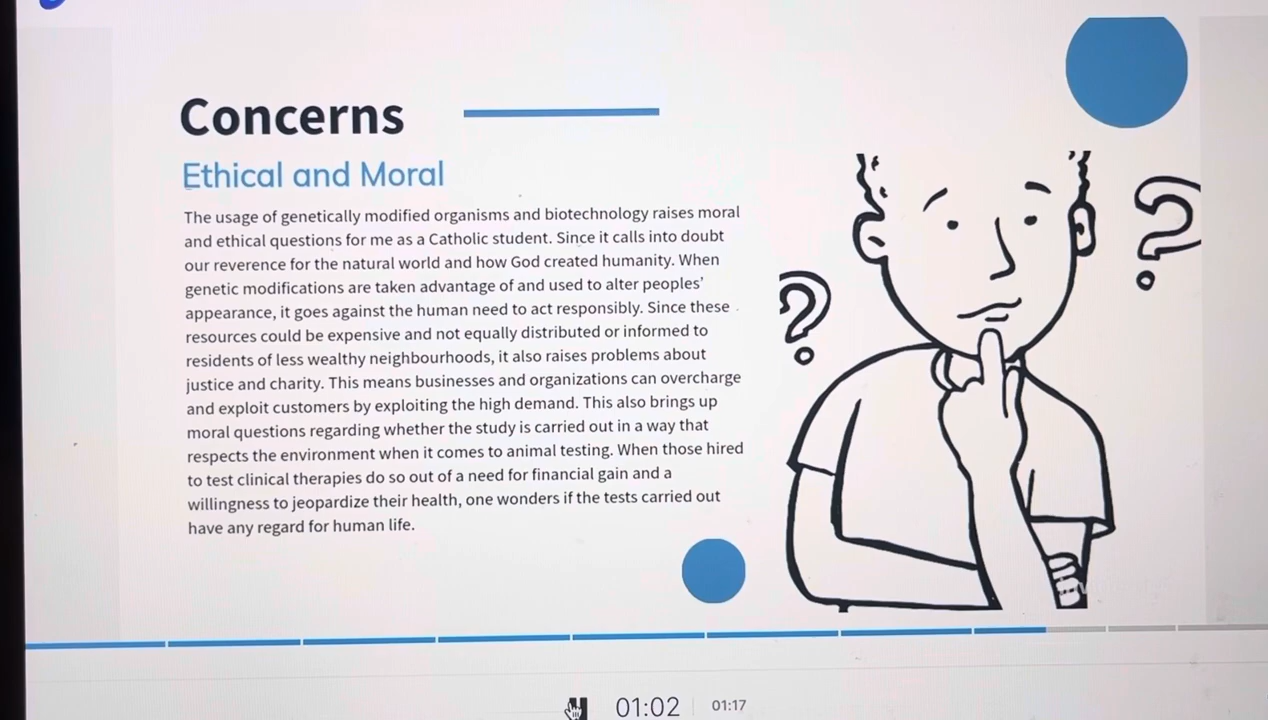 Concerns
Ethical and Moral
The usage of genetically modified organisms and biotechnology raises moral
and ethical questions for me as a Catholic student. Since it calls into doubt
our reverence for the natural world and how God created humanity. When
genetic modifications are taken advantage of and used to alter peoples’
appearance, it goes against the human need to act responsibly. Since these
resources could be expensive and not equally distributed or informed to
residents of less wealthy neighbourhoods, it also raises problems about
justice and charity. This means businesses and organizations can overcharge
and exploit customers by exploiting the high demand. This also brings up
moral questions regarding whether the study is carried out in a way that
respects the environment when it comes to animal testing. When those hired
to test clinical therapies do so out of a need for financial gain and a
willingness to jeopardize their health, one wonders if the tests carried out
have any regard for human life.
?
?
01:02
01:17